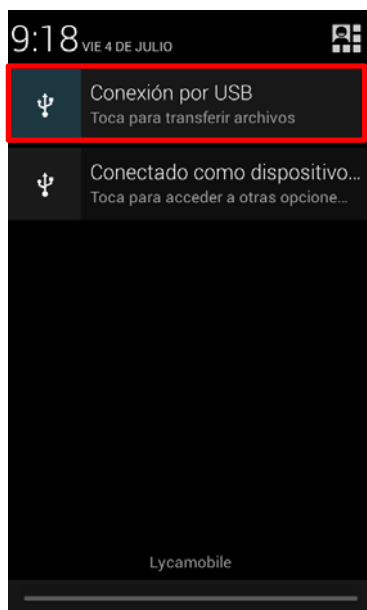 9:18 VIE 4 DE JULIO
Conexión por USB
Toca para transferir archivos
Conectado como dispositivo...
Toca para acceder a otras opcione...
Lycamobile